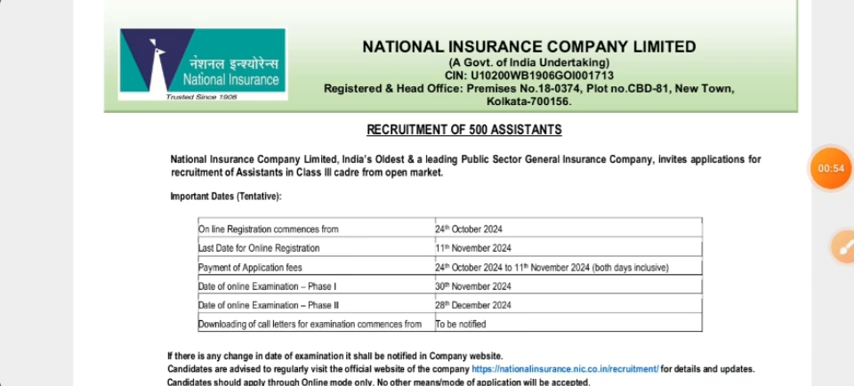 नेशनल इन्श्योरेन्स
National Insurance
Trusted Since 1906
NATIONAL INSURANCE COMPANY LIMITED
(A Govt. of India Undertaking)
CIN: U10200WB1906GOI001713
Registered & Head Office: Premises No.18-0374, Plot no.CBD-81, New Town,
Kolkata-700156.
RECRUITMENT OF 500 ASSISTANTS
National Insurance Company Limited, India's Oldest & a leading Public Sector General Insurance Company, invites applications for
recruitment of Assistants in Class III cadre from open market.
Important Dates (Tentative):
On line Registration commences from 24th October 2024
Last Date for Online Registration 11th November 2024
Payment of Application fees 24th October 2024 to 11th November 2024 (both days inclusive)
Date of online Examination – Phase I 30th November 2024
Date of online Examination – Phase II 28th December 2024
Downloading of call letters for examination commences from To be notified
If there is any change in date of examination it shall be notified in Company website.
Candidates are advised to regularly visit the official website of the company https://nationalinsurance.nic.co.in/recruitment/ for details and updates.
Candidates should apply through Online mode only. No other means/mode of application will be accepted.
00:54